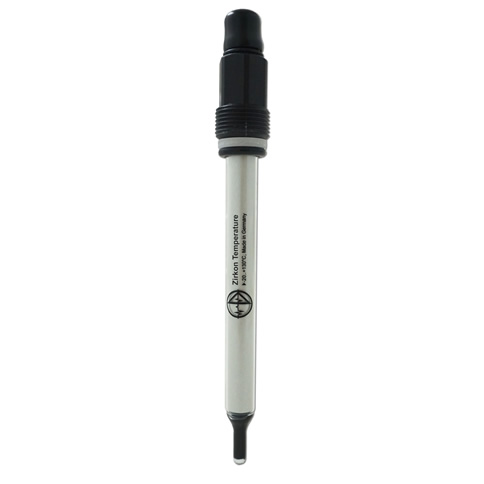 Zirkon Temperature
-20..+130°C, Made in Germany